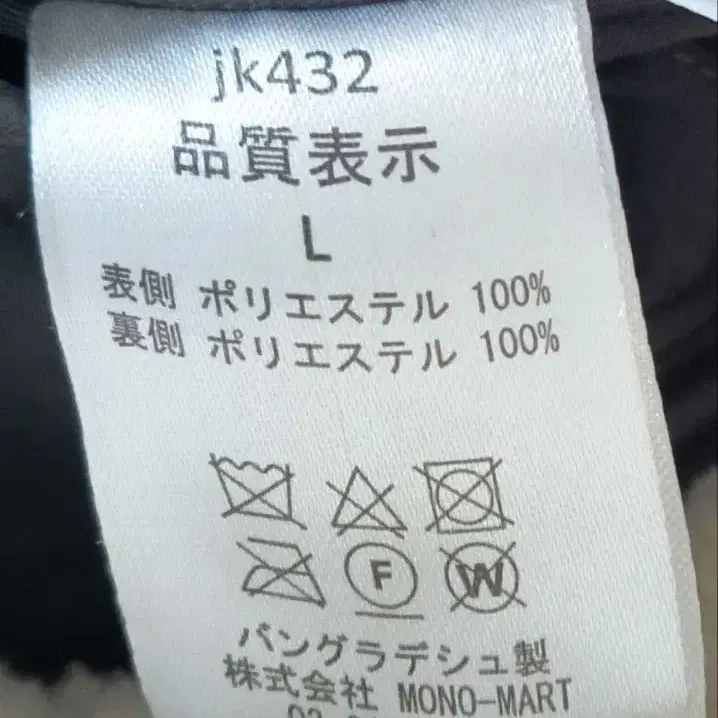 jk432
品質表示
L
表側 ポリエステル 100%
裏側 ポリエステル 100%
F W
バングラデシュ製
株式会社 MONO-MART